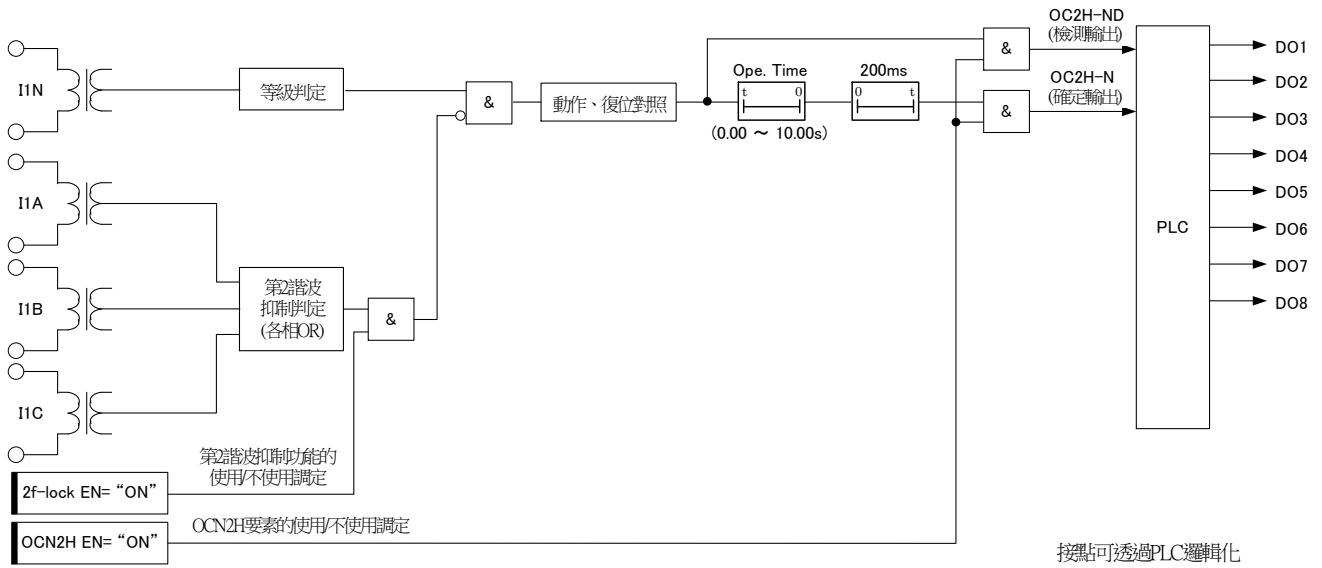 OC2H-ND
(檢測輸出)
DO1
I1N
等級判定
&
動作、復位對照
Ope. Time
t 0
(0.00 ～ 10.00s)
200ms
0 t
&
OC2H-N
(確定輸出)
&
DO2
DO3
DO4
DO5
DO6
DO7
DO8
PLC
I1A
I1B
第2諧波
抑制判定
(各相OR)
&
I1C
第2諧波抑制功能的
使用/不使用調定
2f-lock EN= “ON”
OCN2H要素的使用/不使用調定
OCN2H EN= “ON”
接點可透過PLC邏輯化